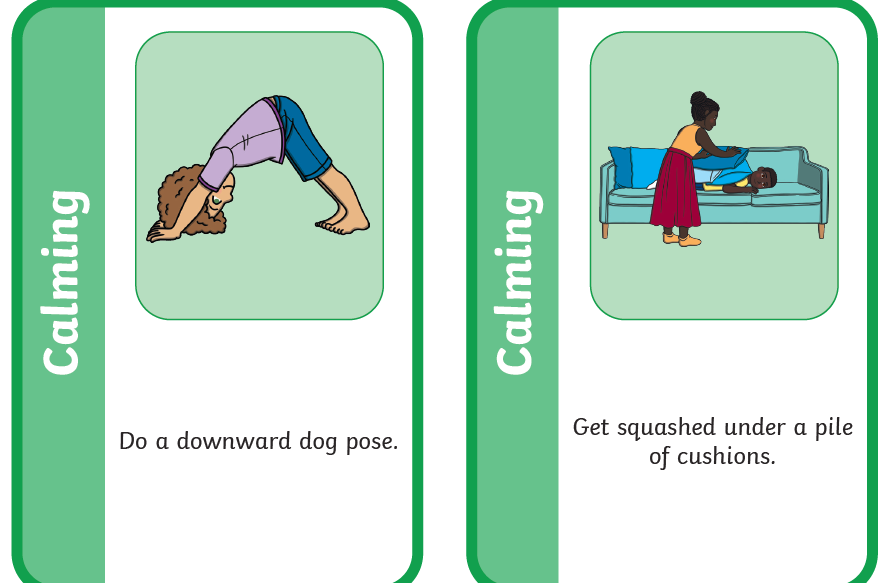 Calming
Do a downward dog pose.
Calming
Get squashed under a pile
of cushions.